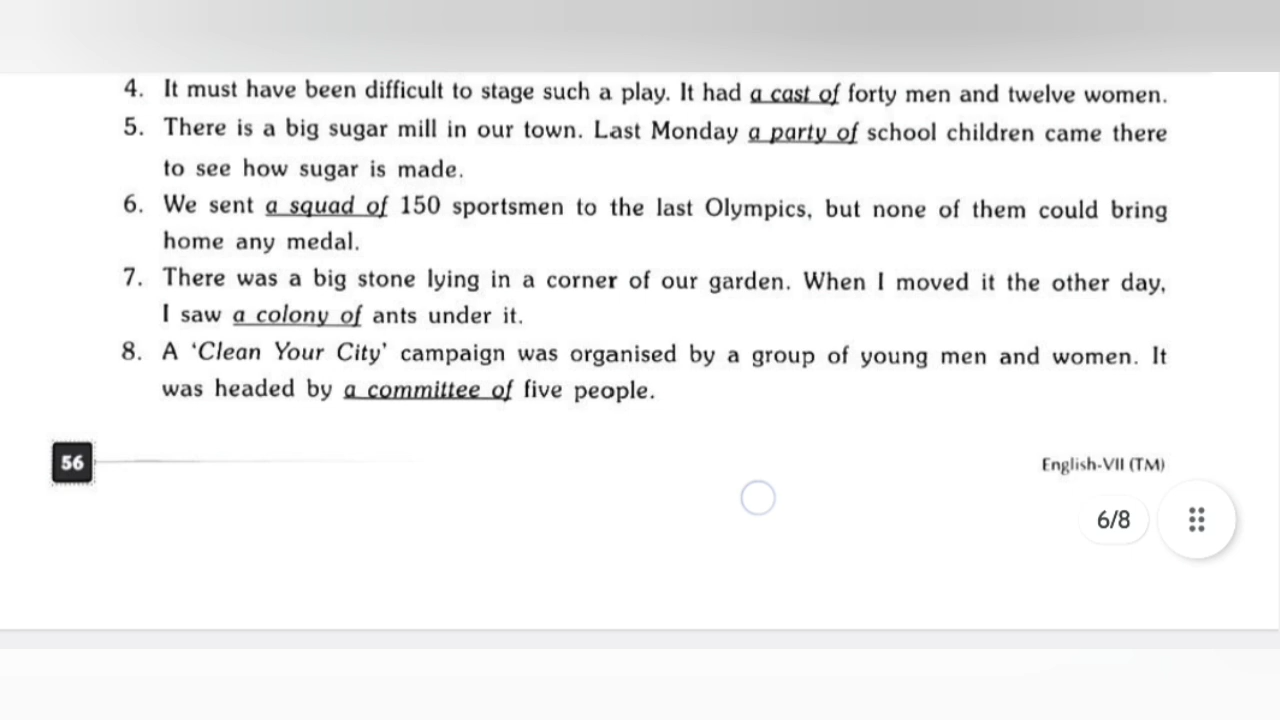 4. It must have been difficult to stage such a play. It had a cast of forty men and twelve women.
5. There is a big sugar mill in our town. Last Monday a party of school children came there
to see how sugar is made.
6. We sent a squad of 150 sportsmen to the last Olympics, but none of them could bring
home any medal.
7. There was a big stone lying in a corner of our garden. When I moved it the other day,
I saw a colony of ants under it.
8. A ‘Clean Your City’ campaign was organised by a group of young men and women. It
was headed by a committee of five people.
56
English-VII (TM)
6/8